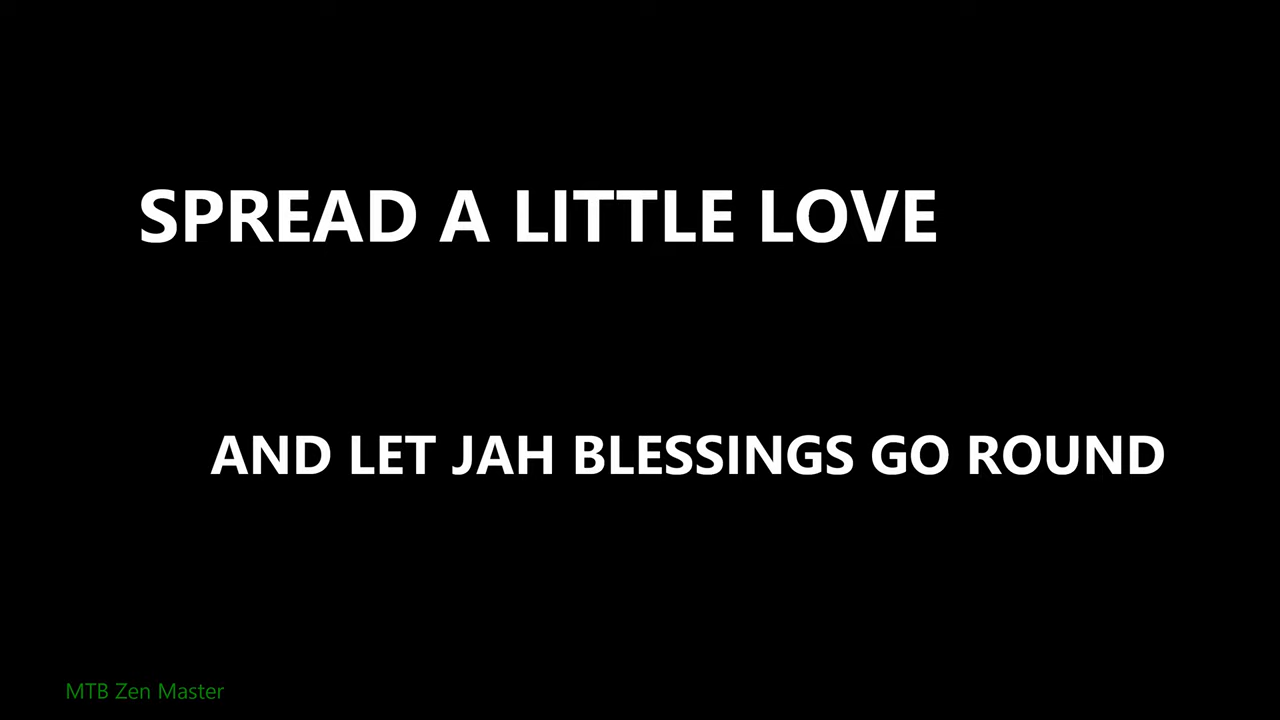 SPREAD A LITTLE LOVE
AND LET JAH BLESSINGS GO ROUND
MTB Zen Master